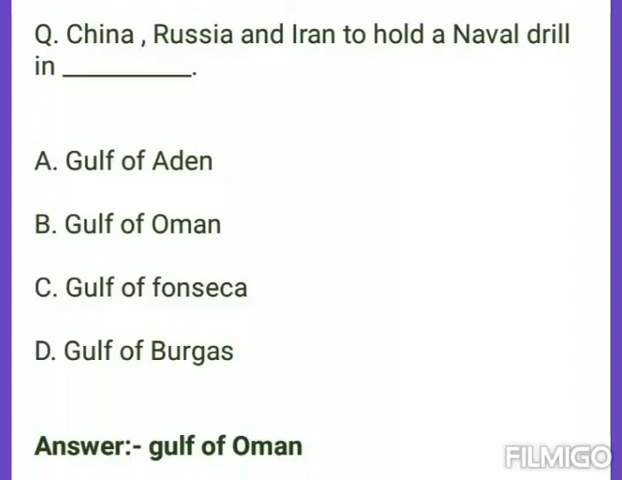 Q. China , Russia and Iran to hold a Naval drill
in __________.
A. Gulf of Aden
B. Gulf of Oman
C. Gulf of fonseca
D. Gulf of Burgas
Answer:- gulf of Oman
FILMIGO